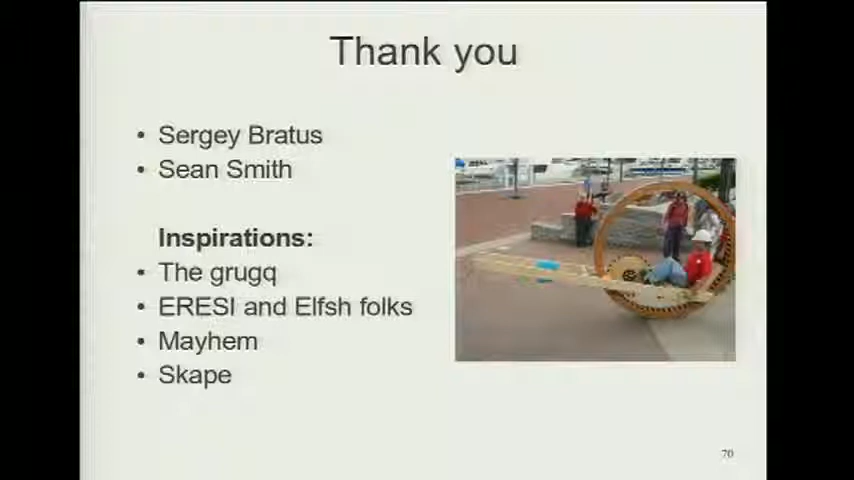 Thank you
• Sergey Bratus
• Sean Smith
Inspirations:
• The grugq
• ERESI and Elfsh folks
• Mayhem
• Skape
70